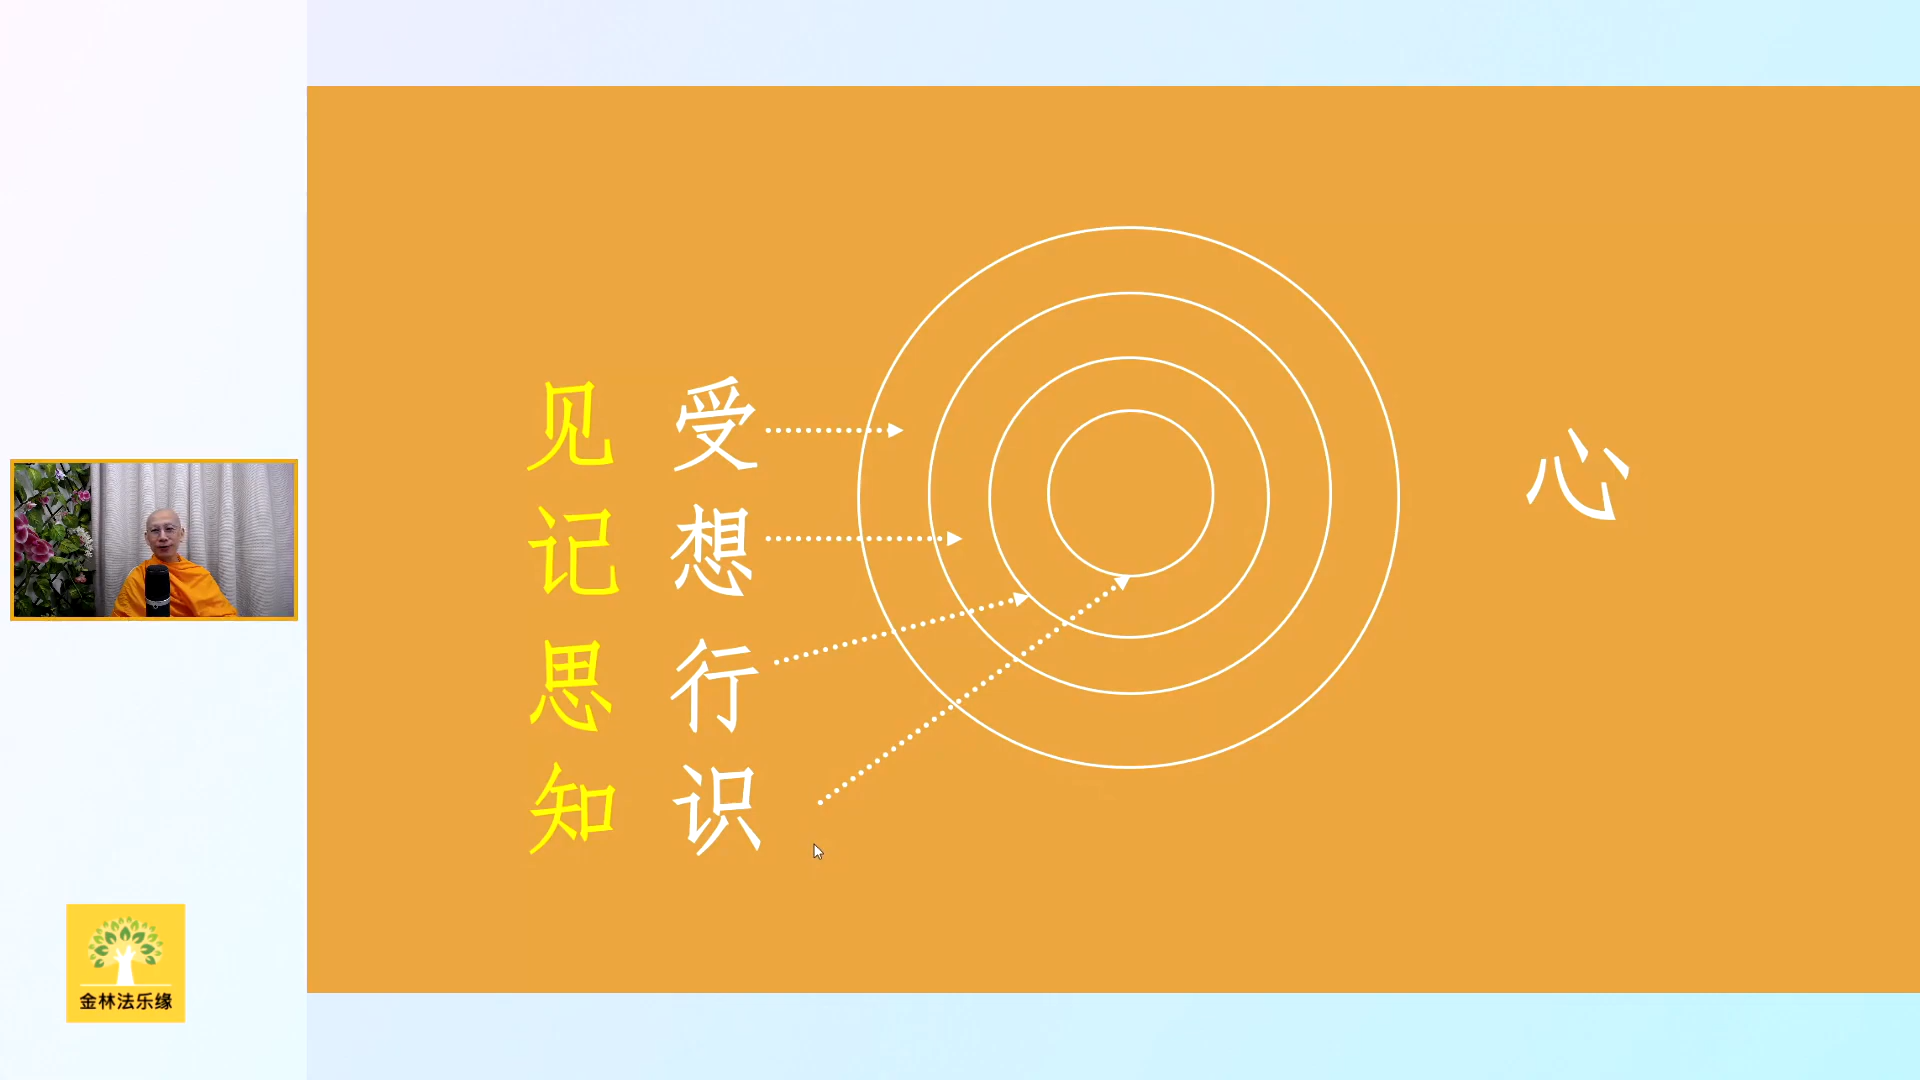 见 受
记 想
思 行
知 识
心
金林法乐缘